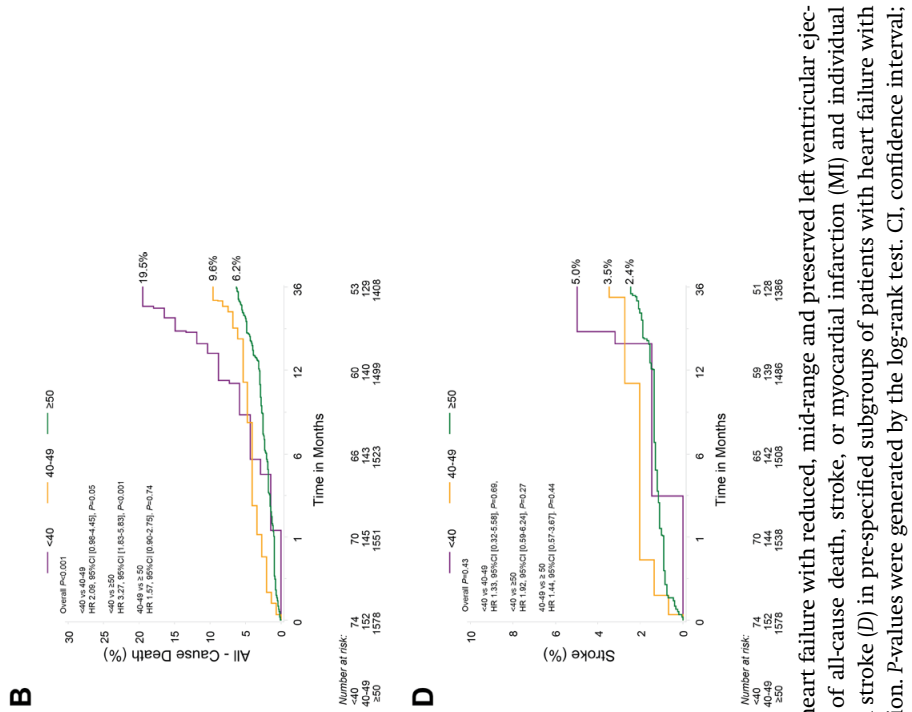 B
<40
40-49
≥50
30
25
20
15
10
5
0
All - Cause Death (%)
Overall P<0.001
<40 vs 40-49
HR 2.09, 95%CI [0.98-4.45], P=0.05
<40 vs ≥50
HR 3.27, 95%CI [1.83-5.83], P<0.001
40-49 vs ≥ 50
HR 1.57, 95%CI [0.90-2.75], P=0.74
19.5%
9.6%
6.2%
0 1 6 12 36
Time in Months
Number at risk:
<40 74 70 66 60 53
40-49 152 145 143 140 129
≥50 1578 1551 1523 1499 1408
D
<40
40-49
≥50
10
8
6
4
2
0
Stroke (%)
Overall P=0.43
<40 vs 40-49
HR 1.33, 95%CI [0.32-5.58], P=0.69,
<40 vs ≥50
HR 1.92, 95%CI [0.59-6.24], P=0.27
40-49 vs ≥ 50
HR 1.44, 95%CI [0.57-3.67], P=0.44
5.0%
3.5%
2.4%
0 1 6 12 36
Time in Months
Number at risk:
<40 74 70 65 59 51
40-49 152 144 142 139 128
≥50 1578 1538 1508 1486 1386
heart failure with reduced, mid-range and preserved left ventricular ejec-
of all-cause death, stroke, or myocardial infarction (MI) and individual
stroke (D) in pre-specified subgroups of patients with heart failure with
ion. P-values were generated by the log-rank test. CI, confidence interval;